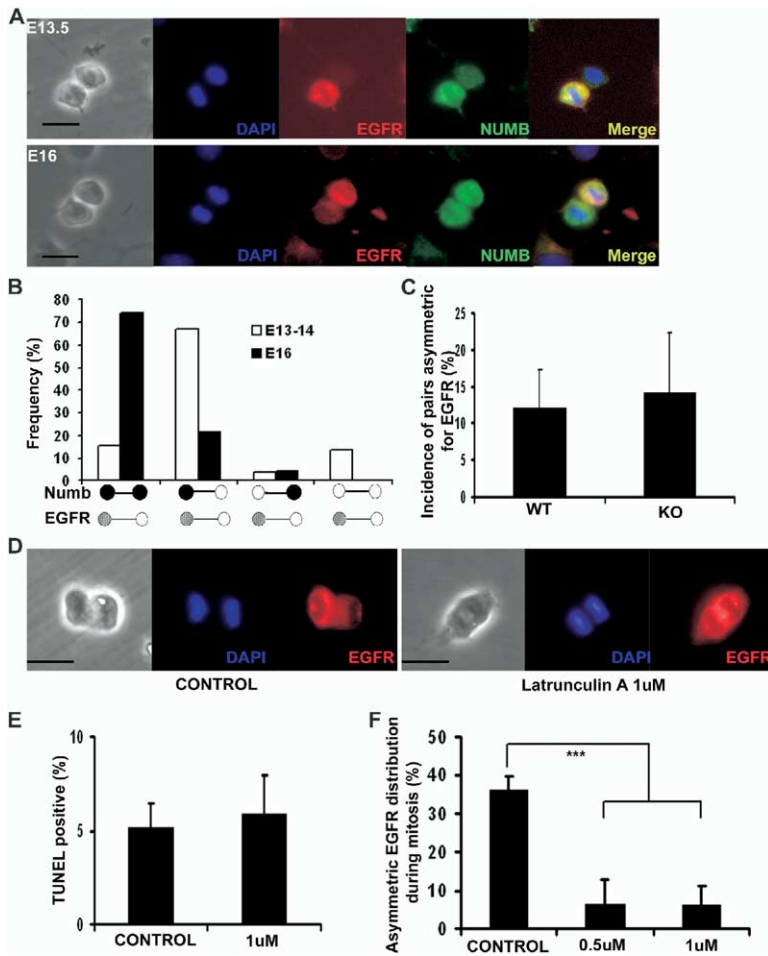 A
E13.5
DAPI
EGFR
NUMB
Merge
E16
DAPI
EGFR
NUMB
Merge
B
Frequency (%)
80
70
60
50
40
30
20
10
0
E13-14
E16
Numb
EGFR
C
Incidence of pairs asymmetric
for EGFR (%)
25
20
15
10
5
0
WT
KO
D
DAPI
EGFR
CONTROL
DAPI
EGFR
Latrunculin A 1uM
E
TUNEL positive (%)
10
5
0
CONTROL
1uM
F
Asymmetric EGFR distribution
during mitosis (%)
50
40
30
20
10
0
***
CONTROL
0.5uM
1uM